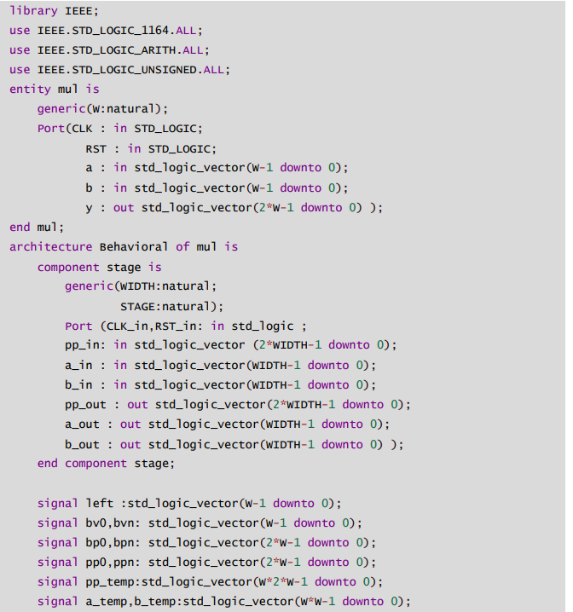 library IEEE;
use IEEE.STD_LOGIC_1164.ALL;
use IEEE.STD_LOGIC_ARITH.ALL;
use IEEE.STD_LOGIC_UNSIGNED.ALL;
entity mul is
    generic(W:natural);
    Port(CLK : in STD_LOGIC;
           RST : in STD_LOGIC;
           a : in std_logic_vector(W-1 downto 0);
           b : in std_logic_vector(W-1 downto 0);
           y : out std_logic_vector(2*W-1 downto 0) );
end mul;
architecture Behavioral of mul is
    component stage is
        generic(WIDTH:natural;
                STAGE:natural);
        Port (CLK_in,RST_in: in std_logic ;
        pp_in: in std_logic_vector (2*WIDTH-1 downto 0);
        a_in : in std_logic_vector(WIDTH-1 downto 0);
        b_in : in std_logic_vector(WIDTH-1 downto 0);
        pp_out : out std_logic_vector(2*WIDTH-1 downto 0);
        a_out : out std_logic_vector(WIDTH-1 downto 0);
        b_out : out std_logic_vector(WIDTH-1 downto 0) );
    end component stage;

    signal left :std_logic_vector(W-1 downto 0);
    signal bv0,bvn: std_logic_vector(W-1 downto 0);
    signal bp0,bpn: std_logic_vector(2*W-1 downto 0);
    signal pp0,ppn: std_logic_vector(2*W-1 downto 0);
    signal pp_temp:std_logic_vector(W*2*W-1 downto 0);
    signal a_temp,b_temp:std_logic_vector(W*W-1 downto 0);